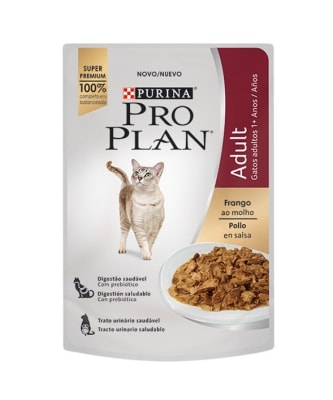 NOVO/NUEVO
SUPER
PREMIUM
100%
PURINA
PRO
PLAN®
Adult
Gatos adultos 1+ Anos / Años
Frango
ao molho
Pollo
en salsa
Digestão saudável
Com prebiótico
Digestión saludable
Con prebiótico
Trato urinário saudável
Tracto urinario saludable